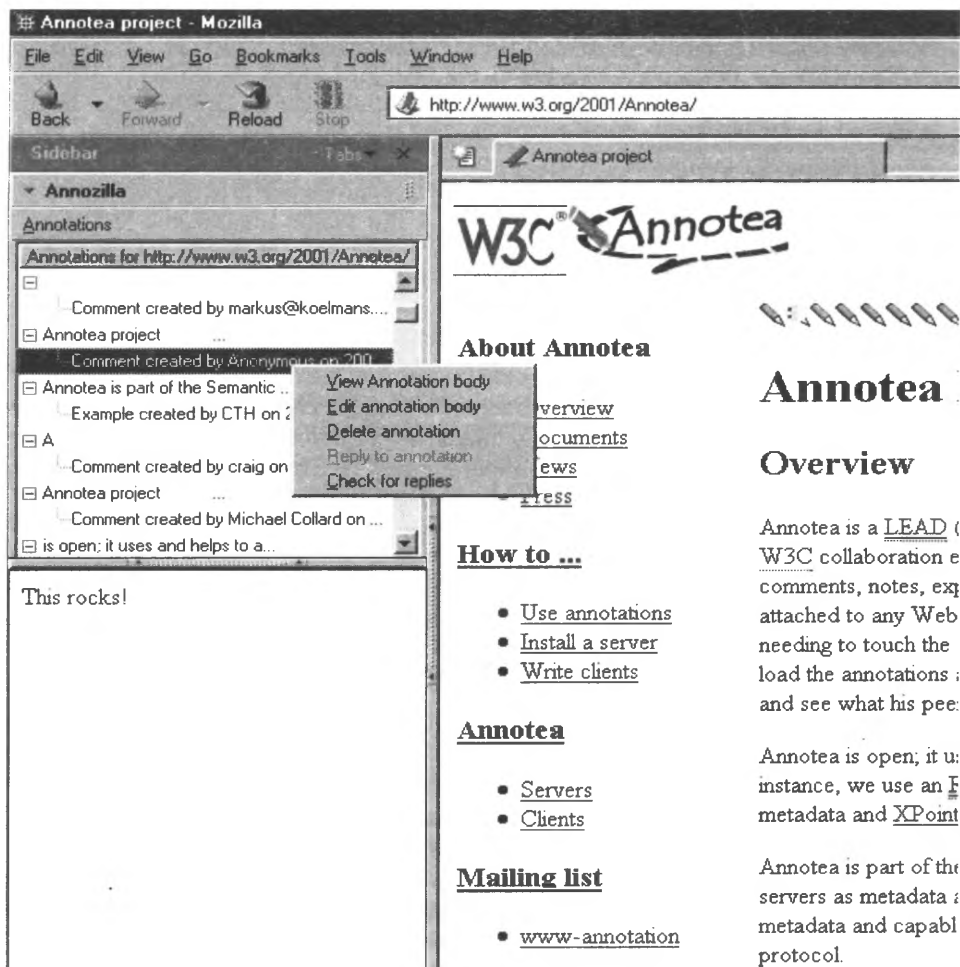 Annotea project - Mozilla
File Edit View Go Bookmarks Tools Window Help
Back Forward Reload Stop
http://www.w3.org/2001/Annotea/
Sidebar Tabs
Annozilla
Annotations
Annotations for http://www.w3.org/2001/Annotea/
Comment created by markus@koelmans....
Annotea project ...
Comment created by Anonymous on 200
Annotea is part of the Semantic ...
Example created by CTH on
A
Comment created by craig on
Annotea project ...
Comment created by Michael Collard on ...
is open; it uses and helps to a...
View Annotation body
Edit annotation body
Delete annotation
Reply to annotation
Check for replies
This rocks!
Annotea project
W3C® Annotea
About Annotea
Overview
Documents
News
Press
How to ...
Use annotations
Install a server
Write clients
Annotea
Servers
Clients
Mailing list
www-annotation
Annotea
Overview
Annotea is a LEAD (
W3C collaboration e
comments, notes, exp
attached to any Web
needing to touch the
load the annotations
and see what his pee
Annotea is open; it u
instance, we use an
metadata and XPoint
Annotea is part of the
servers as metadata
metadata and capabl
protocol.